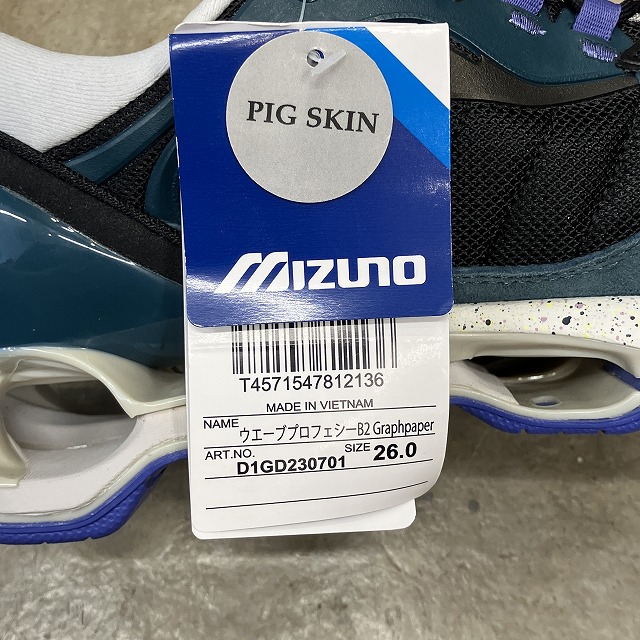 PIG SKIN
MIZUNO
T4571547812136
MADE IN VIETNAM
NAME ウエーブプロフェシーB2 Graphpaper
ART.NO. D1GD230701 SIZE 26.0